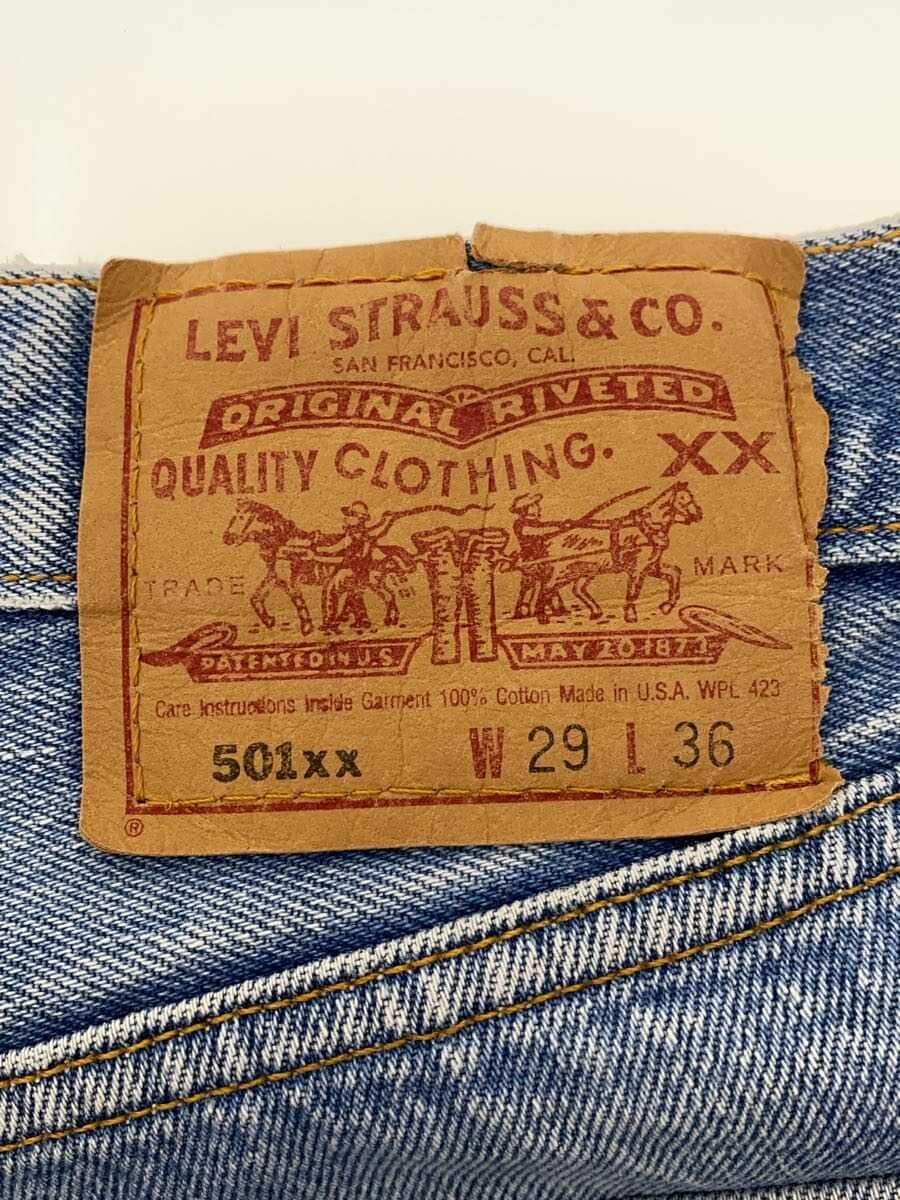 LEVI STRAUSS & CO.
SAN FRANCISCO, CAL.
ORIGINAL RIVETED
QUALITY CLOTHING. XX
TRADE MARK
PATENTED IN U.S. MAY 20 1873
Care Instructions Inside Garment 100% Cotton Made in U.S.A. WPL 423
501xx W 29 L 36
®